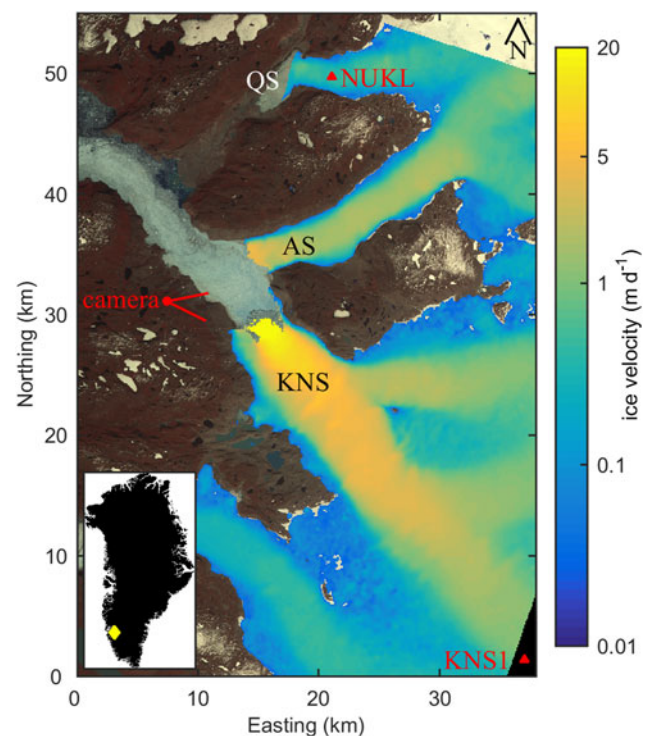 50
40
30
20
10
0
Northing (km)
0
10
20
30
Easting (km)
N
QS
NUKL
AS
camera
KNS
KNS1
20
5
1
0.1
0.01
ice velocity (m d⁻¹)